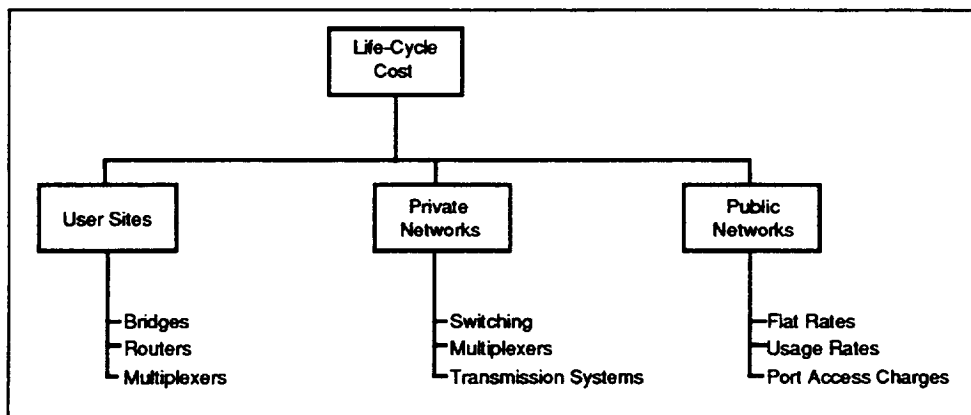 Life-Cycle
Cost
User Sites
Private
Networks
Public
Networks
Bridges
Routers
Multiplexers
Switching
Multiplexers
Transmission Systems
Flat Rates
Usage Rates
Port Access Charges